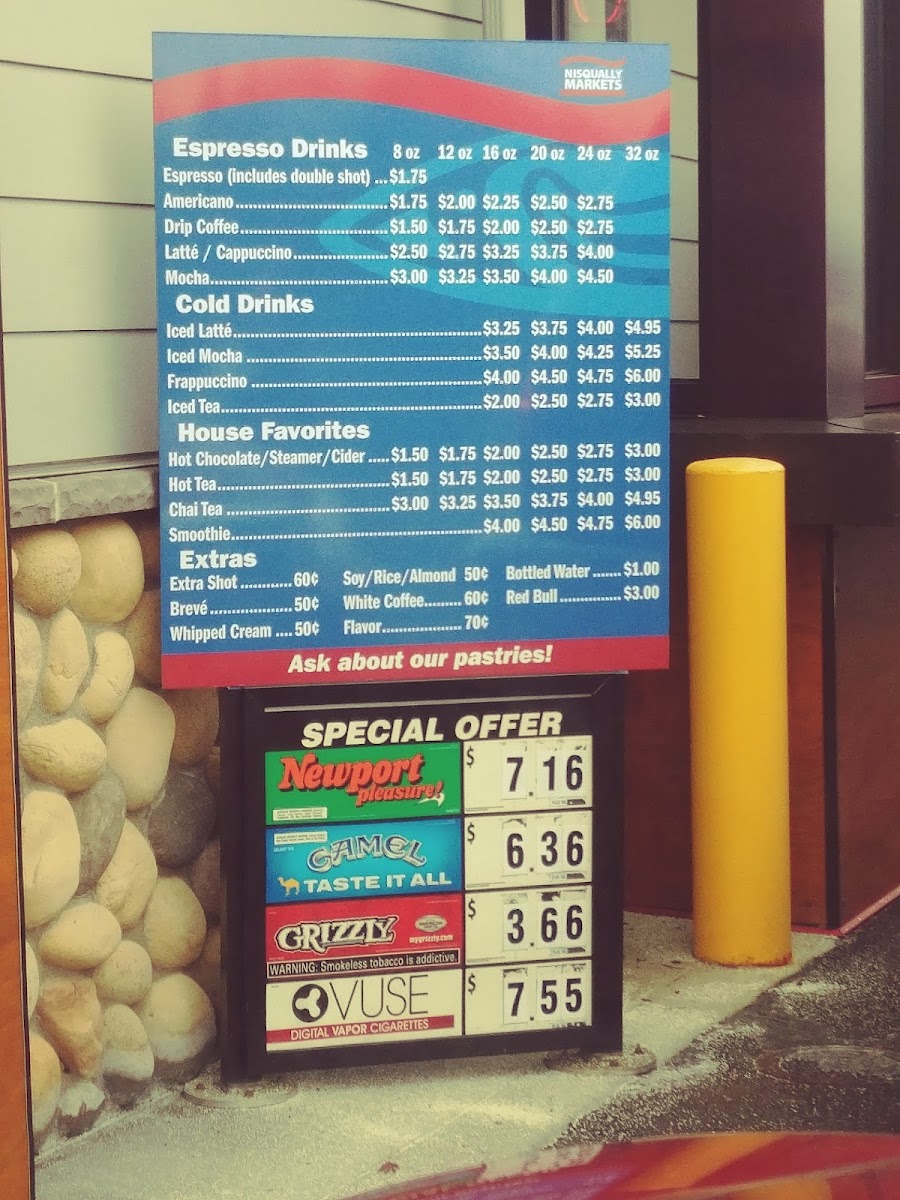 NISQUALLY
MARKETS
Espresso Drinks 8 oz 12 oz 16 oz 20 oz 24 oz 32 oz
Espresso (includes double shot) ... $1.75
Americano ........ $1.75 $2.00 $2.25 $2.50 $2.75
Drip Coffee ........ $1.50 $1.75 $2.00 $2.50 $2.75
Latté / Cappuccino ........ $2.50 $2.75 $3.25 $3.75 $4.00
Mocha ........ $3.00 $3.25 $3.50 $4.00 $4.50
Cold Drinks
Iced Latté ........ $3.25 $3.75 $4.00 $4.95
Iced Mocha ........ $3.50 $4.00 $4.25 $5.25
Frappuccino ........ $4.00 $4.50 $4.75 $6.00
Iced Tea ........ $2.00 $2.50 $2.75 $3.00
House Favorites
Hot Chocolate/Steamer/Cider ..... $1.50 $1.75 $2.00 $2.50 $2.75 $3.00
Hot Tea ........ $1.50 $1.75 $2.00 $2.50 $2.75 $3.00
Chai Tea ........ $3.00 $3.25 $3.50 $3.75 $4.00 $4.95
Smoothie ........ $4.00 $4.50 $4.75 $6.00
Extras
Extra Shot ........ 60¢ Soy/Rice/Almond 50¢ Bottled Water ....... $1.00
Brevé ........ 50¢ White Coffee ........ 60¢ Red Bull ........ $3.00
Whipped Cream .... 50¢ Flavor ........ 70¢
Ask about our pastries!
SPECIAL OFFER
Newport
pleasure!
$ 7.16
CAMEL
TASTE IT ALL
$ 6.36
GRIZZLY
mygrizzly.com
WARNING: Smokeless tobacco is addictive.
$ 3.66
VUSE
DIGITAL VAPOR CIGARETTES
$ 7.55